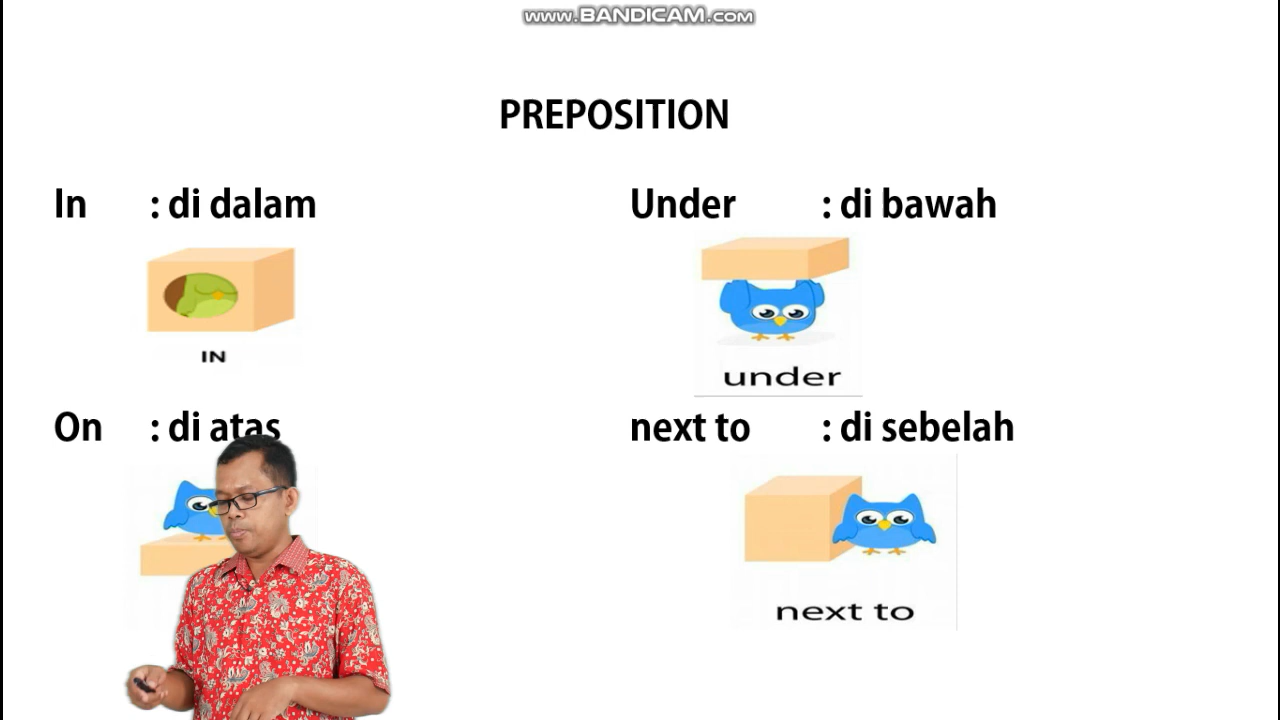 www.BANDICAM.com
PREPOSITION
In : di dalam
IN
Under : di bawah
under
On : di atas
next to : di sebelah
next to